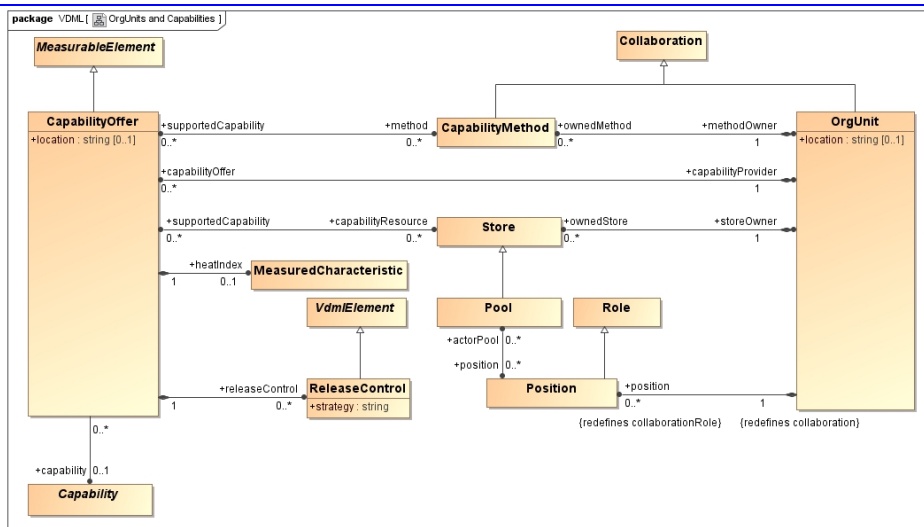 package VDML [ OrgUnits and Capabilities ]
MeasurableElement
Collaboration
CapabilityOffer
+location : string [0..1]
+supportedCapability
0..*
+method
0..*
CapabilityMethod
+ownedMethod
0..*
+methodOwner
1
OrgUnit
+location : string [0..1]
+capabilityOffer
0..*
+capabilityProvider
1
+supportedCapability
0..*
+capabilityResource
0..*
Store
+ownedStore
0..*
+storeOwner
1
+heatIndex
1
0..1
MeasuredCharacteristic
VdmlElement
Pool
Role
+actorPool 0..*
+position 0..*
+releaseControl
1
0..*
ReleaseControl
+strategy : string
Position
+position
0..*
1
{redefines collaborationRole}
{redefines collaboration}
0..*
+capability 0..1
Capability